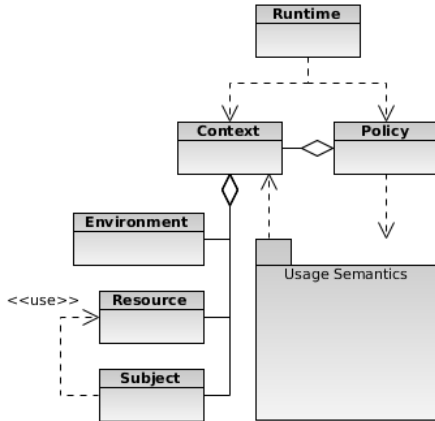 Runtime
Context
Policy
Environment
Usage Semantics
<<use>>
Resource
Subject